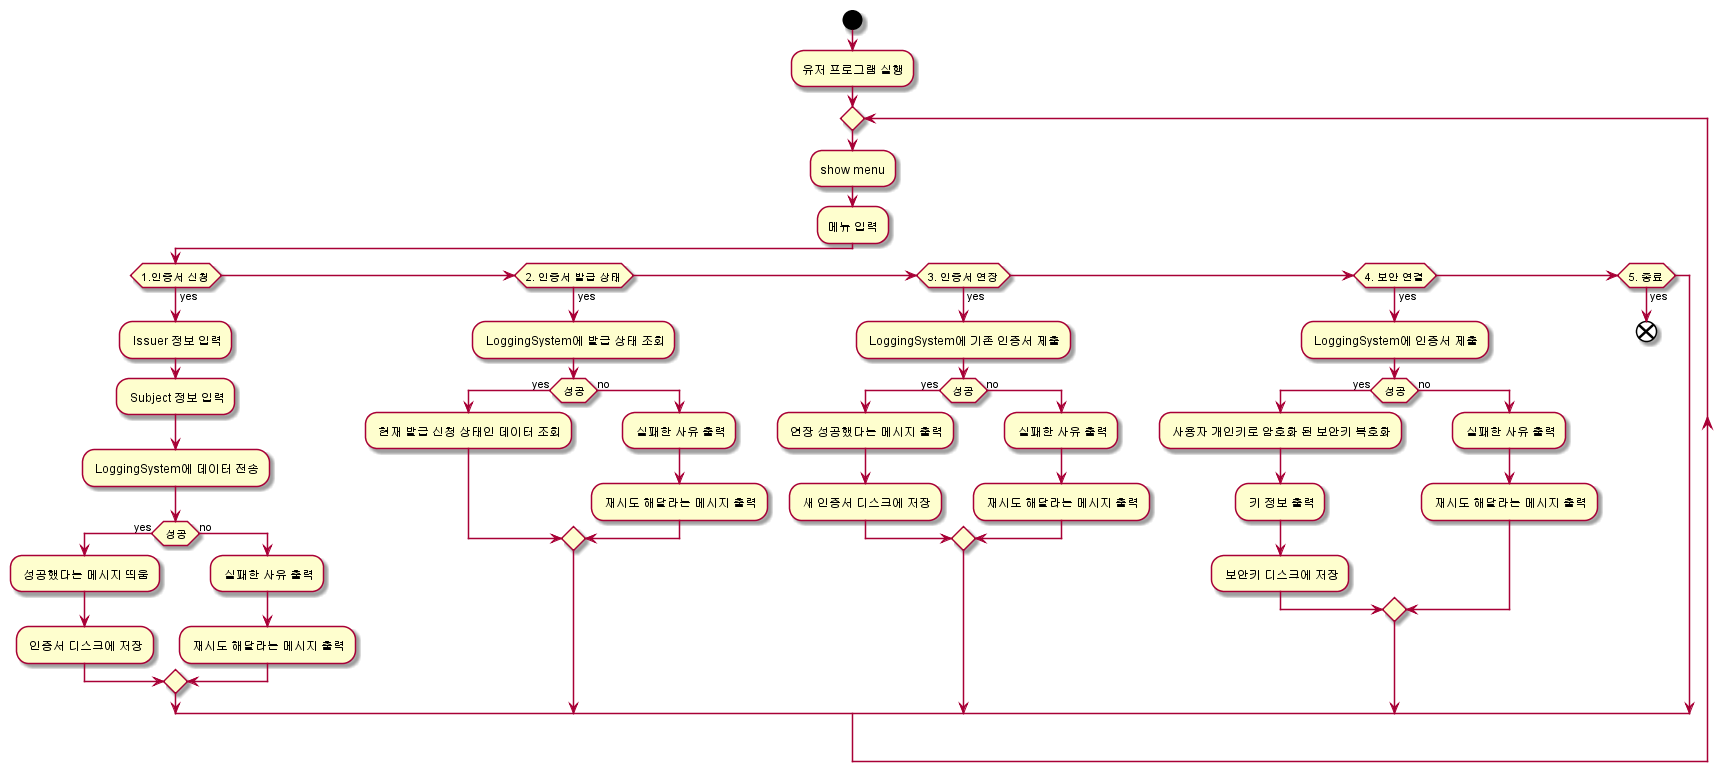 유저 프로그램 실행
show menu
메뉴 입력
1.인증서 신청
2. 인증서 발급 상태
3. 인증서 연장
4. 보안 연결
5. 종료
yes
yes
yes
yes
yes
Issuer 정보 입력
LoggingSystem에 발급 상태 조회
LoggingSystem에 기존 인증서 제출
LoggingSystem에 인증서 제출
Subject 정보 입력
yes
성공
no
yes
성공
no
yes
성공
no
현재 발급 신청 상태인 데이터 조회
실패한 사유 출력
연장 성공했다는 메시지 출력
실패한 사유 출력
사용자 개인키로 암호화 된 보안키 복호화
실패한 사유 출력
LoggingSystem에 데이터 전송
재시도 해달라는 메시지 출력
새 인증서 디스크에 저장
재시도 해달라는 메시지 출력
키 정보 출력
재시도 해달라는 메시지 출력
yes
성공
no
성공했다는 메시지 띄움
실패한 사유 출력
보안키 디스크에 저장
인증서 디스크에 저장
재시도 해달라는 메시지 출력